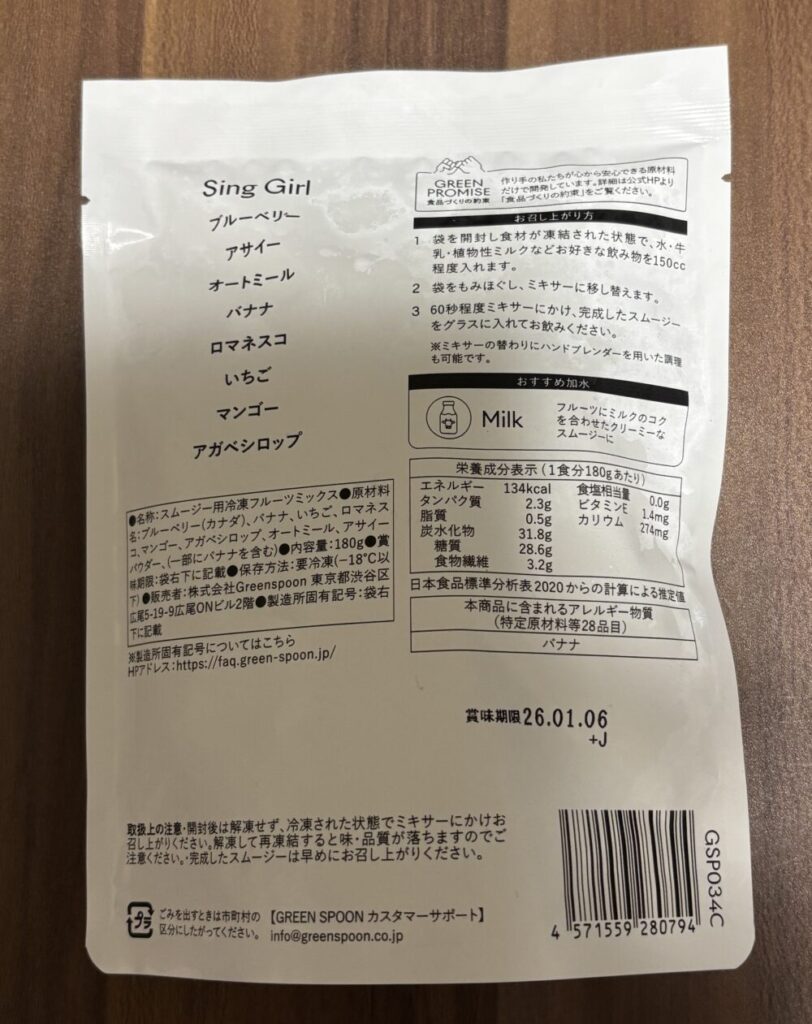 Sing Girl
ブルーベリー
アサイー
オートミール
バナナ
ロマネスコ
いちご
マンゴー
アガベシロップ
GREEN
PROMISE
食品づくりの約束
作り手の私たちが心から安心できる原材料
だけで開発しています。詳細は公式HPより
「食品づくりの約束」をご覧ください。
お召し上がり方
1 袋を開封し食材が凍結された状態で、水・牛
乳・植物性ミルクなどお好きな飲み物を150cc
程度入れます。
2 袋をもみほぐし、ミキサーに移し替えます。
3 60秒程度ミキサーにかけ、完成したスムージー
をグラスに入れてお飲みください。
※ミキサーの替わりにハンドブレンダーを用いた調理
も可能です。
おすすめ加水
Milk
フルーツにミルクのコク
を合わせたクリーミーな
スムージーに
●名称:スムージー用冷凍フルーツミックス●原材料
名:ブルーベリー(カナダ)、バナナ、いちご、ロマネス
コ、マンゴー、アガベシロップ、オートミール、アサイー
パウダー、(一部にバナナを含む)●内容量:180g●賞
味期限:袋右下に記載●保存方法:要冷凍(−18℃以
下)●販売者:株式会社Greenspoon 東京都渋谷区
広尾5-19-9広尾ONビル2階●製造所固有記号:袋右
下に記載
※製造所固有記号についてはこちら
HPアドレス:https://faq.green-spoon.jp/
栄養成分表示(1食分180gあたり)
エネルギー 134kcal 食塩相当量 0.0g
タンパク質 2.3g ビタミンE 1.4mg
脂質 0.5g カリウム 274mg
炭水化物 31.8g
糖質 28.6g
食物繊維 3.2g
日本食品標準分析表2020からの計算による推定値
本商品に含まれるアレルギー物質
(特定原材料等28品目)
バナナ
賞味期限26.01.06
+J
取扱上の注意・開封後は解凍せず、冷凍された状態でミキサーにかけお
召し上がりください。解凍して再凍結すると味・品質が落ちますのでご
注意ください。・完成したスムージーは早めにお召し上がりください。
プラ
ごみを出すときは市町村の
区分にしたがってください。
【GREEN SPOON カスタマーサポート】
info@greenspoon.co.jp
4 571559 280794
GSP034C